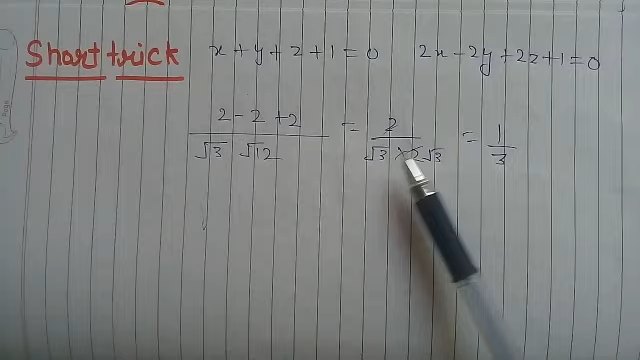 Short trick x + y + z + 1 = 0 2x - 2y + 2z + 1 = 0
2 - 2 + 2 / √3 √12 = 2 / √3 × 2√3 = 1 / 3